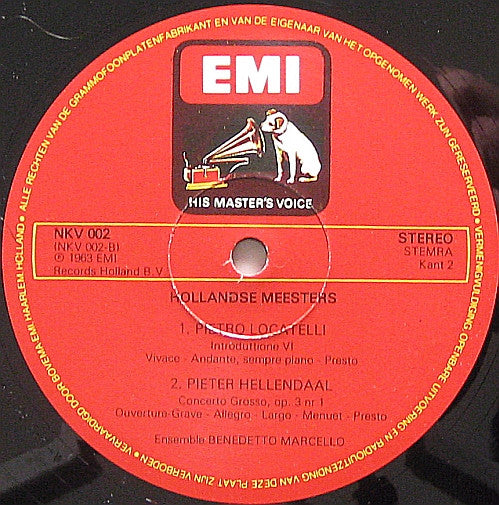 • ALLE RECHTEN VAN DE GRAMMOFOONPLATENFABRIKANT EN VAN DE EIGENAAR VAN HET OPGENOMEN WERK ZIJN GERESERVEERD • VERMENIGVULDIGING OPENBARE UITVOERING EN RADIOUITZENDING VAN DEZE PLAAT ZIJN VERBODEN • VERVAARDIGD DOOR BOVEMA/EMI, HAARLEM, HOLLAND
EMI
HIS MASTER'S VOICE
NKV 002
(NKV 002-B)
℗ 1963 EMI
Records Holland B.V.
STEREO
STEMRA
Kant 2
HOLLANDSE MEESTERS
1. PIETRO LOCATELLI
Introduttione VI
Vivace - Andante, sempre piano - Presto
2. PIETER HELLENDAAL
Concerto Grosso, op. 3 nr 1
Ouverture-Grave - Allegro - Largo - Menuet - Presto
Ensemble BENEDETTO MARCELLO